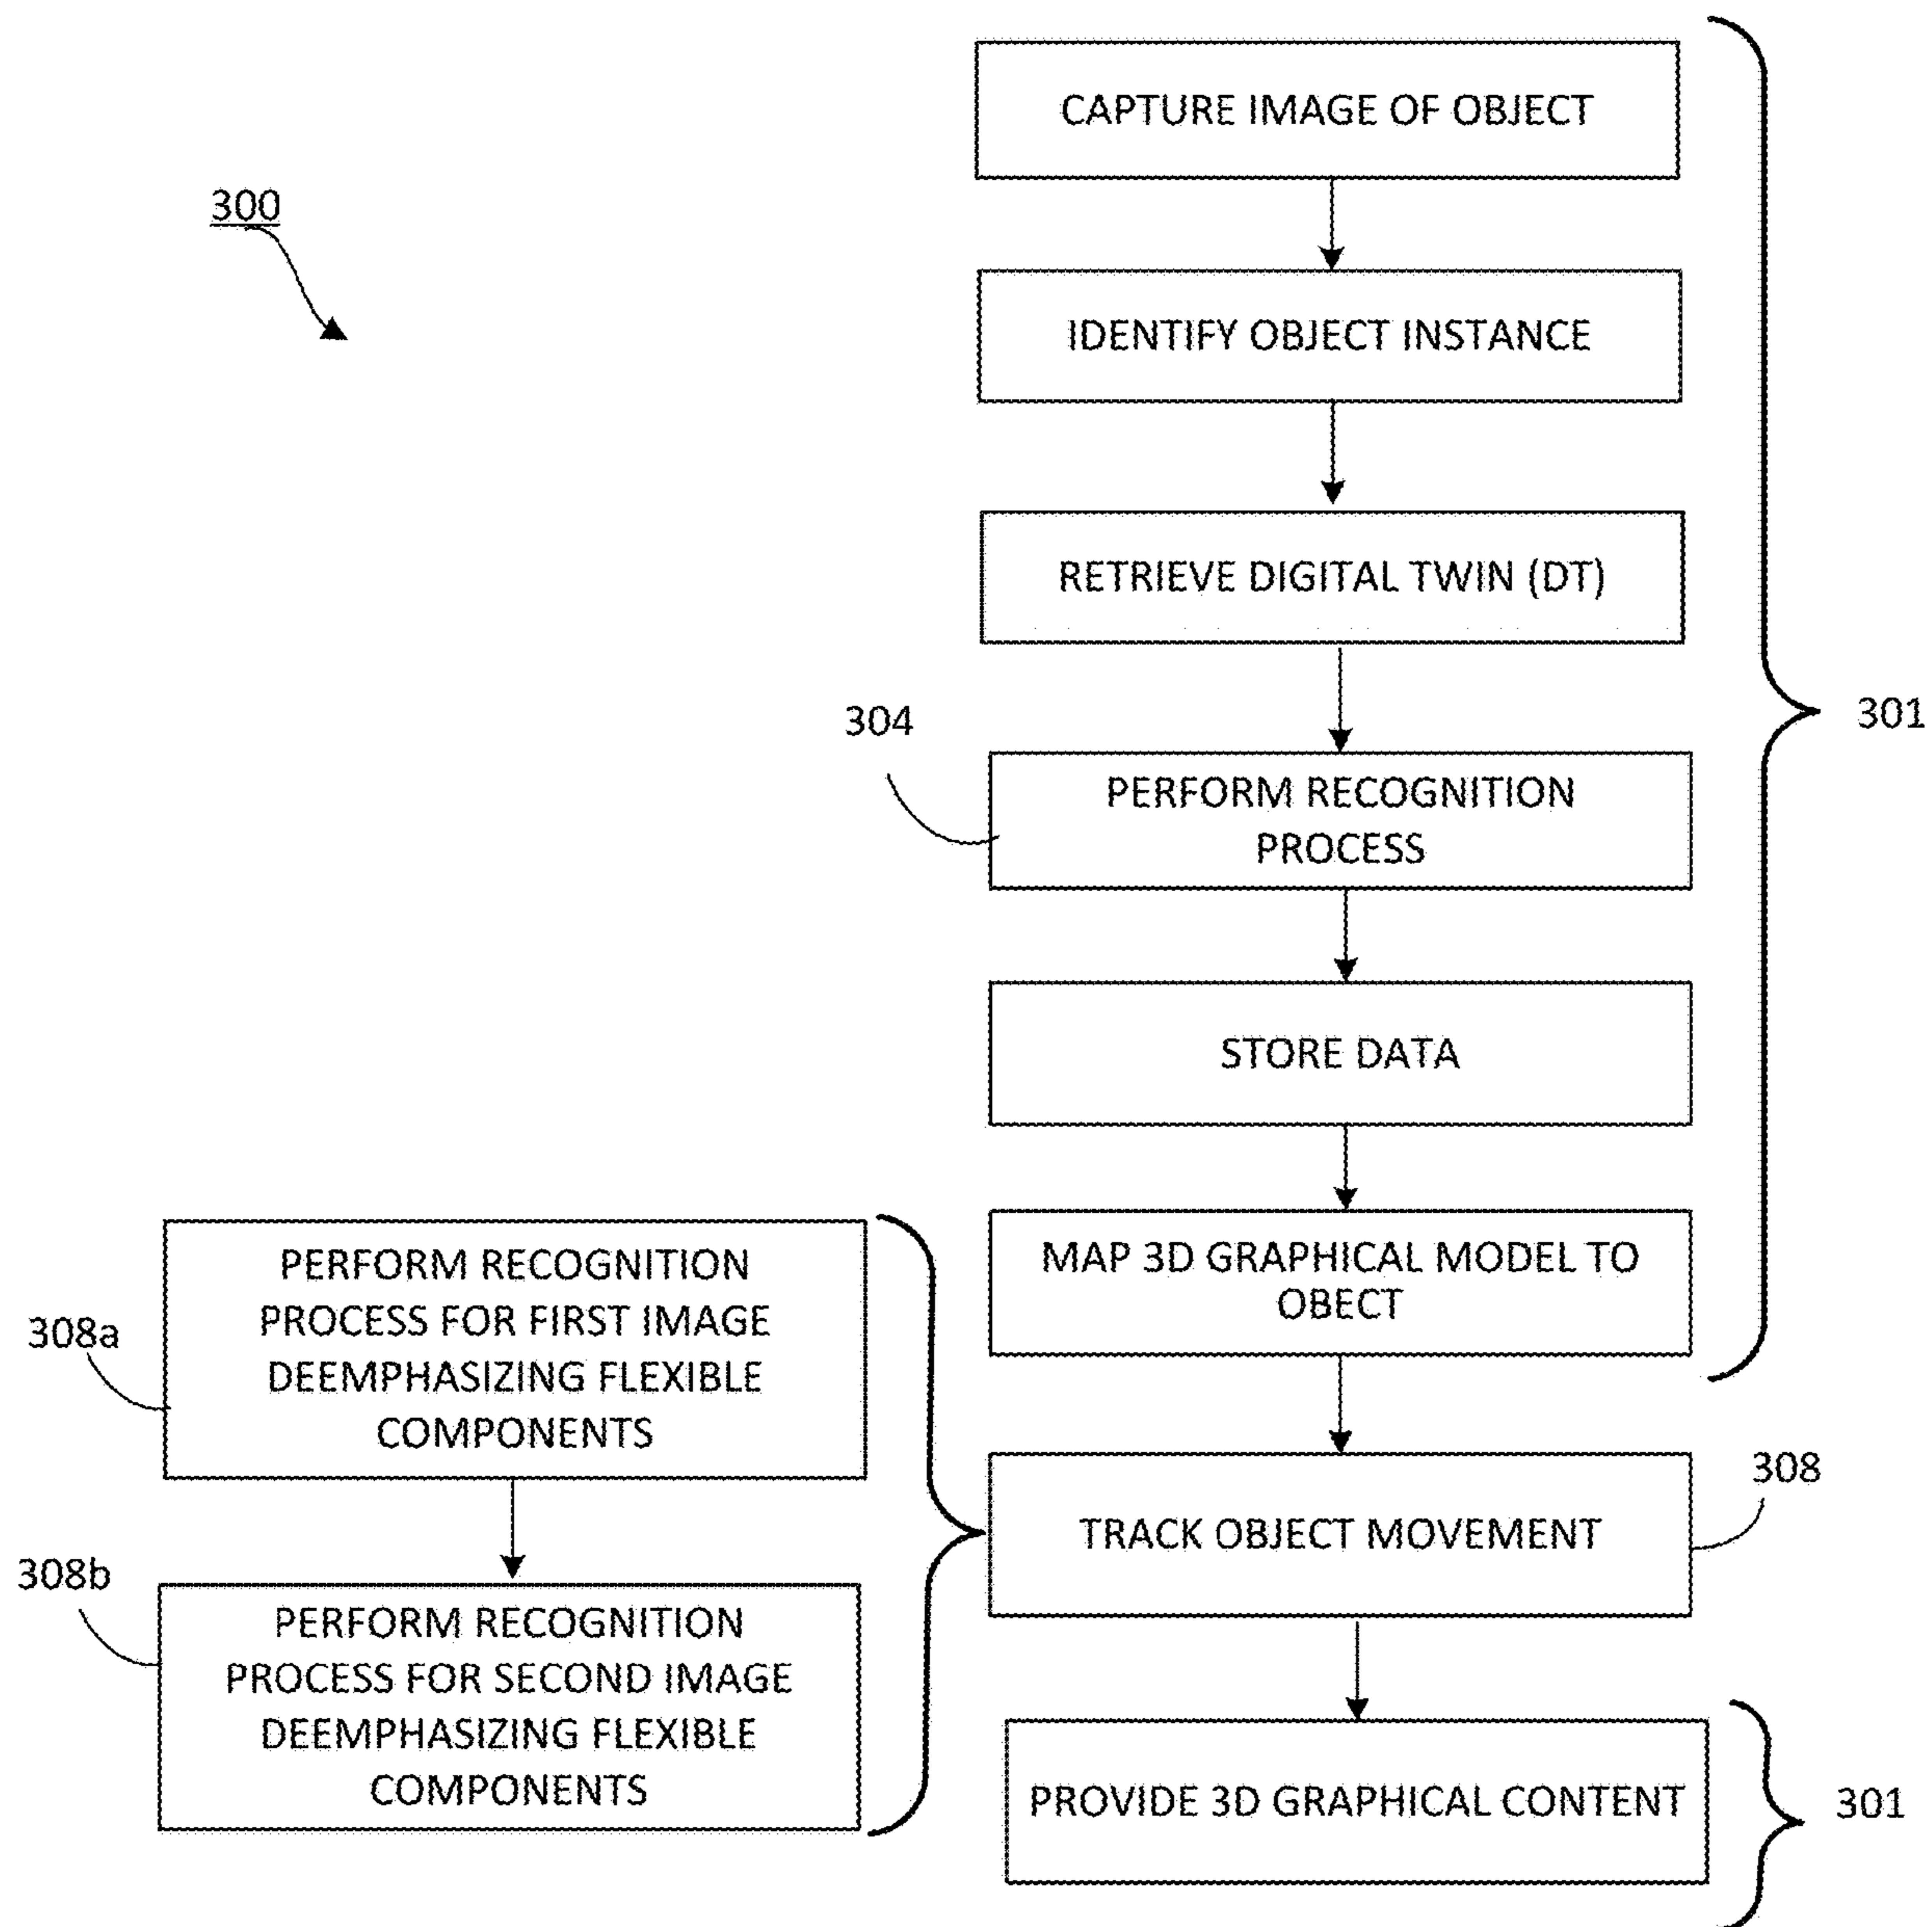 CAPTURE IMAGE OF OBJECT
300
IDENTIFY OBJECT INSTANCE
RETRIEVE DIGITAL TWIN (DT)
301
304
PERFORM RECOGNITION
PROCESS
STORE DATA
MAP 3D GRAPHICAL MODEL TO
OBECT
PERFORM RECOGNITION
PROCESS FOR FIRST IMAGE
DEEMPHASIZING FLEXIBLE
COMPONENTS
308a
308
TRACK OBJECT MOVEMENT
308b
PERFORM RECOGNITION
PROCESS FOR SECOND IMAGE
DEEMPHASIZING FLEXIBLE
COMPONENTS
PROVIDE 3D GRAPHICAL CONTENT
301